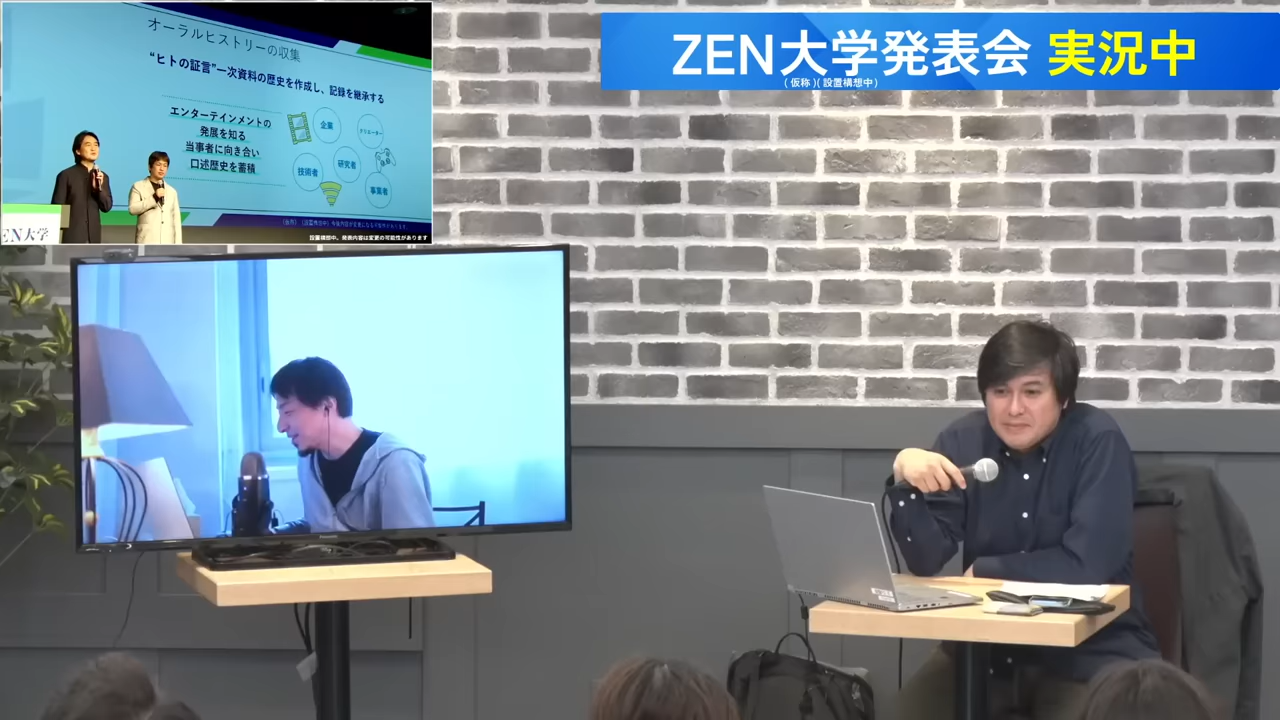 オーラルヒストリーの収集
“ヒトの証言”一次資料の歴史を作成し、記録を継承する
エンターテインメントの
発展を知る
当事者に向き合い
口述歴史を蓄積
企業
クリエーター
技術者
研究者
事業者
EN大学
設置構想中、発表内容は変更の可能性があります
ZEN大学発表会 実況中
(仮称)(設置構想中)